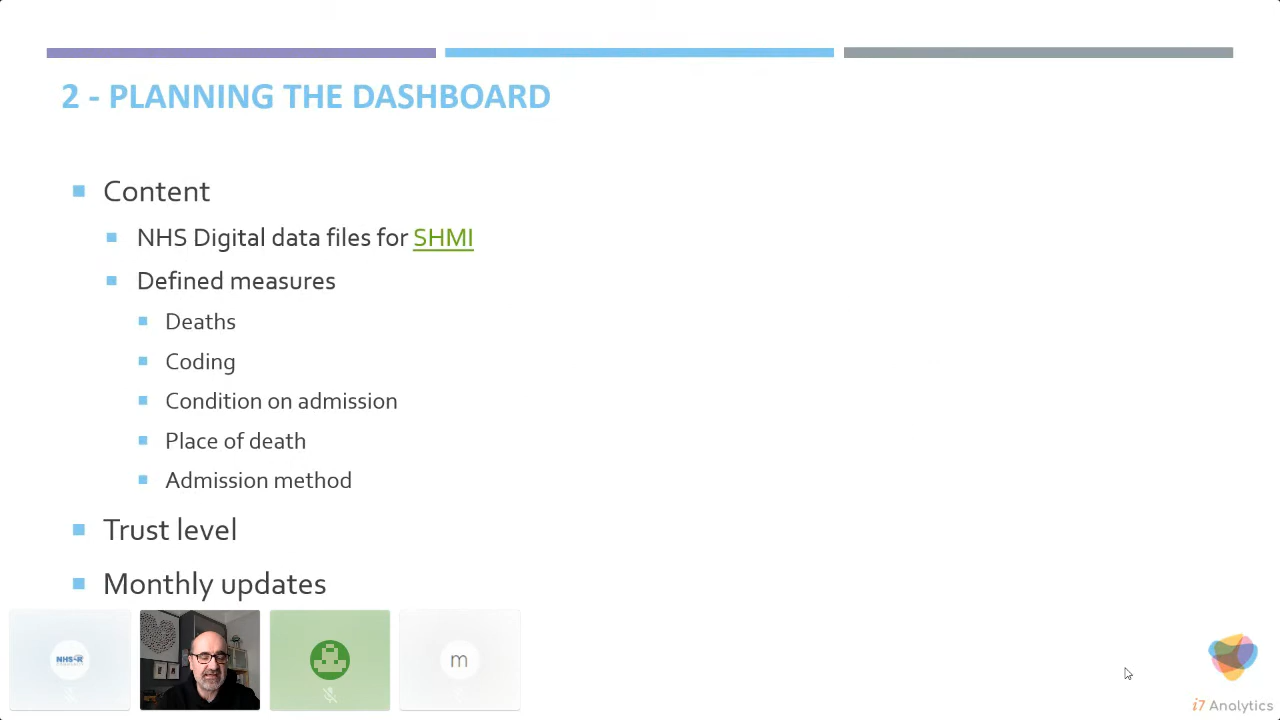 2 - PLANNING THE DASHBOARD
Content
NHS Digital data files for SHMI
Defined measures
Deaths
Coding
Condition on admission
Place of death
Admission method
Trust level
Monthly updates
NHS-R
m
i7 Analytics